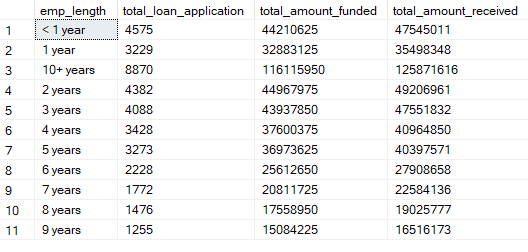 emp_length total_loan_application total_amount_funded total_amount_received
1 < 1 year 4575 44210625 47545011
2 1 year 3229 32883125 35498348
3 10+ years 8870 116115950 125871616
4 2 years 4382 44967975 49206961
5 3 years 4088 43937850 47551832
6 4 years 3428 37600375 40964850
7 5 years 3273 36973625 40397571
8 6 years 2228 25612650 27908658
9 7 years 1772 20811725 22584136
10 8 years 1476 17558950 19025777
11 9 years 1255 15084225 16516173